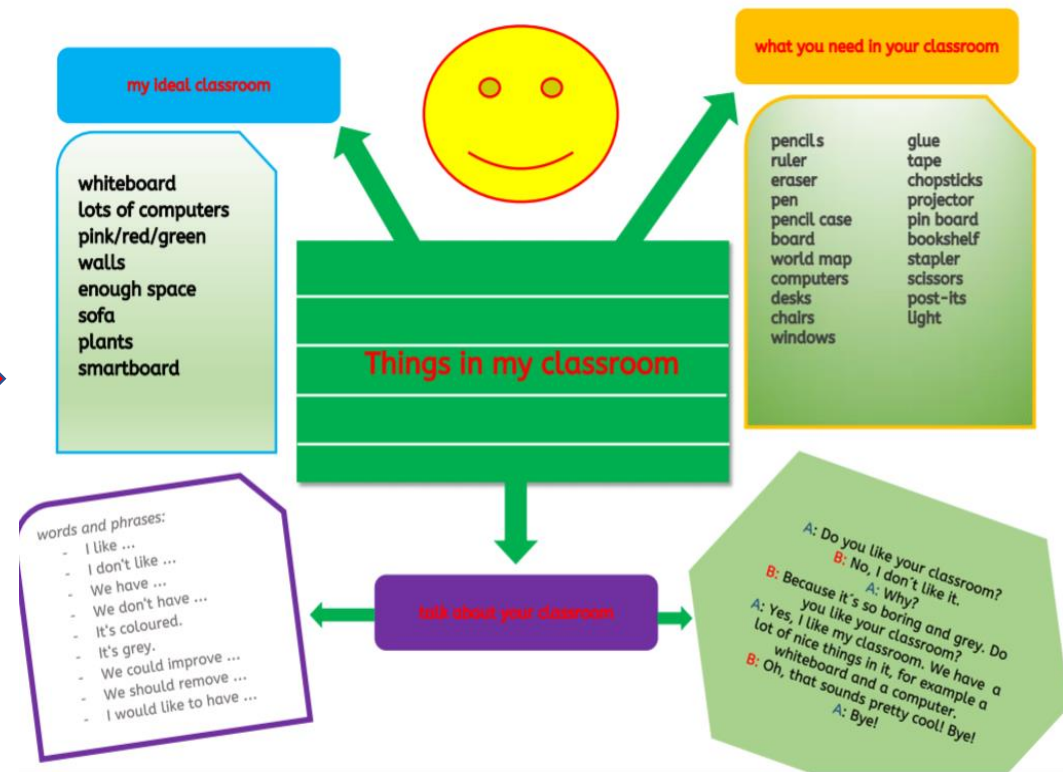 my ideal classroom
whiteboard
lots of computers
pink/red/green
walls
enough space
sofa
plants
smartboard
what you need in your classroom
pencils
ruler
eraser
pen
pencil case
board
world map
computers
desks
chairs
windows
glue
tape
chopsticks
projector
pin board
bookshelf
stapler
scissors
post-its
light
Things in my classroom
words and phrases:
- I like ...
- I don't like ...
- We have ...
- We don't have ...
- It's coloured.
- It's grey.
- We could improve ...
- We should remove ...
- I would like to have ...
talk about your classroom
A: Do you like your classroom?
B: No, I don´t like it.
A: Why?
B: Because it´s so boring and grey. Do
you like your classroom?
A: Yes, I like my classroom. We have a
lot of nice things in it, for example a
whiteboard and a computer.
B: Oh, that sounds pretty cool! Bye!
A: Bye!